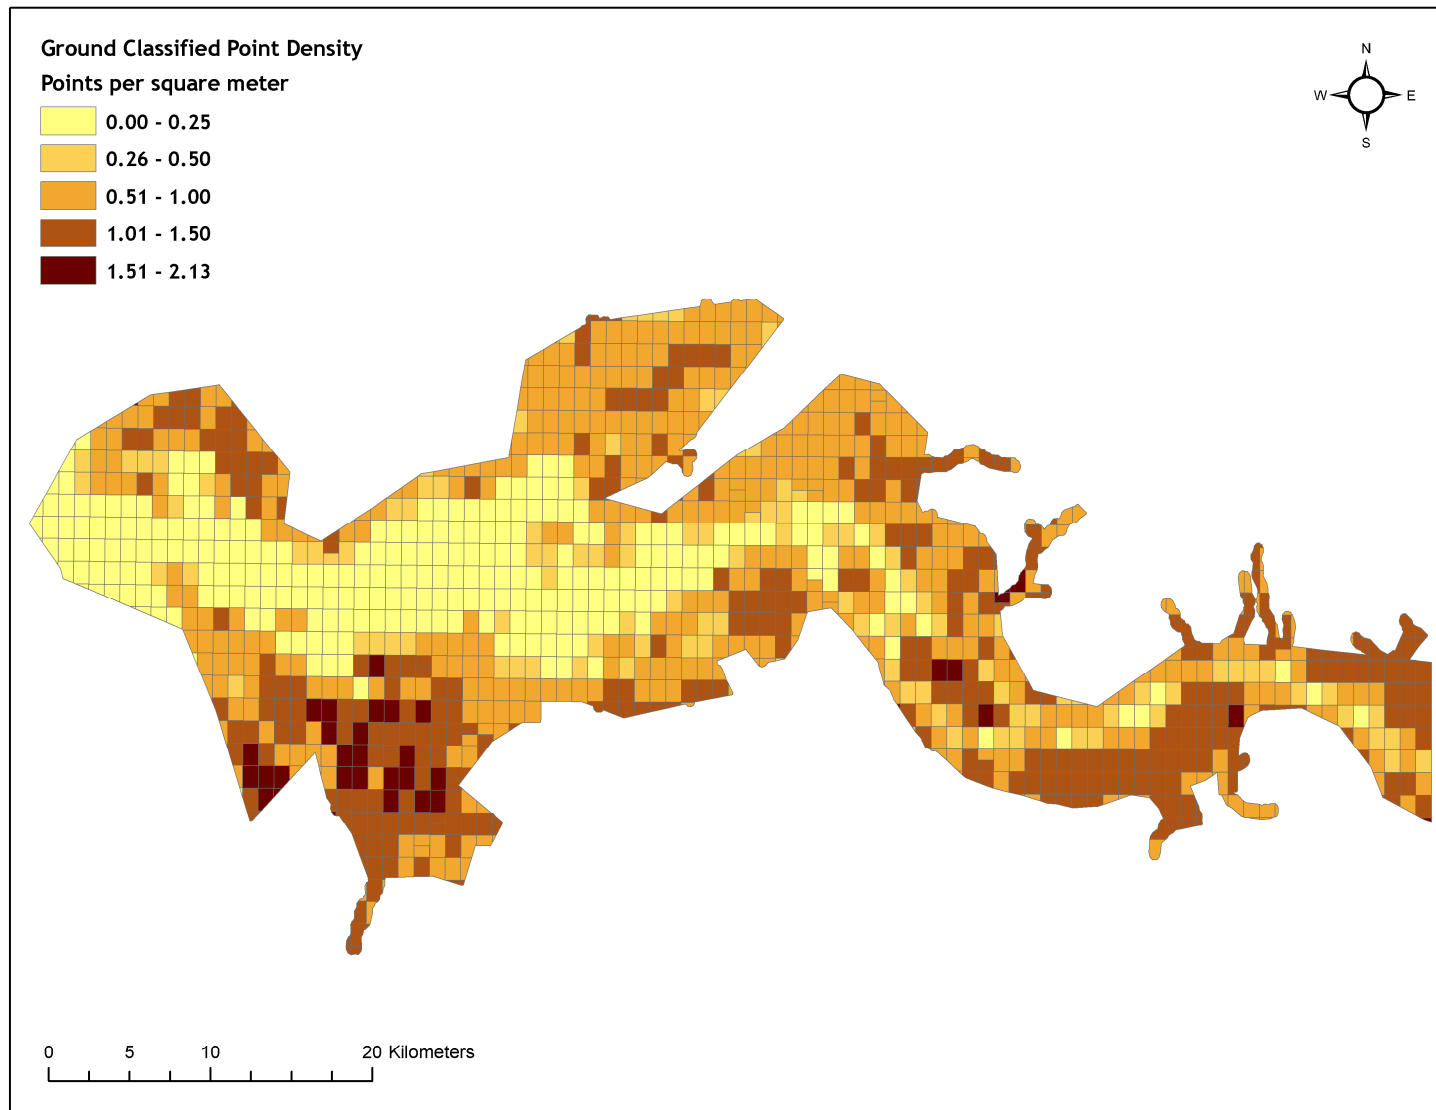 Ground Classified Point Density
Points per square meter
0.00 - 0.25
0.26 - 0.50
0.51 - 1.00
1.01 - 1.50
1.51 - 2.13
N
W E
S
0 5 10 20 Kilometers